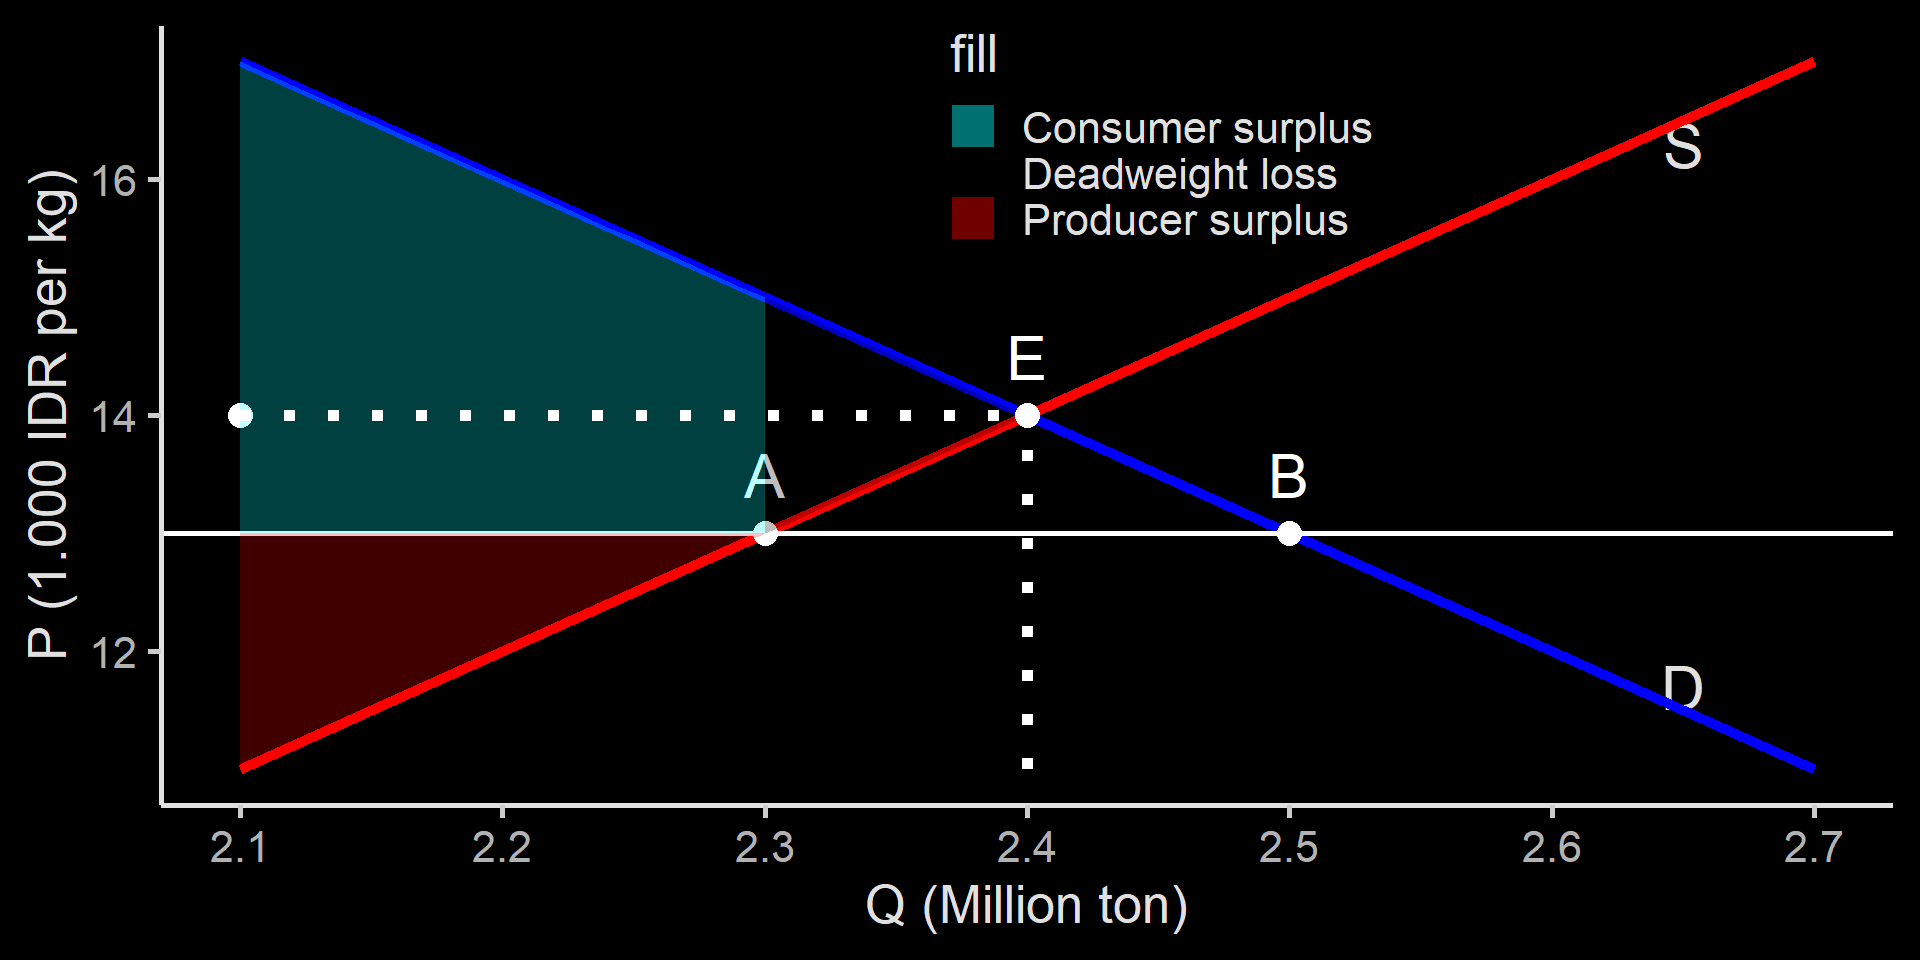 fill
Consumer surplus
Deadweight loss
Producer surplus
S
E
A
B
D
P (1.000 IDR per kg)
16
14
12
2.1 2.2 2.3 2.4 2.5 2.6 2.7
Q (Million ton)